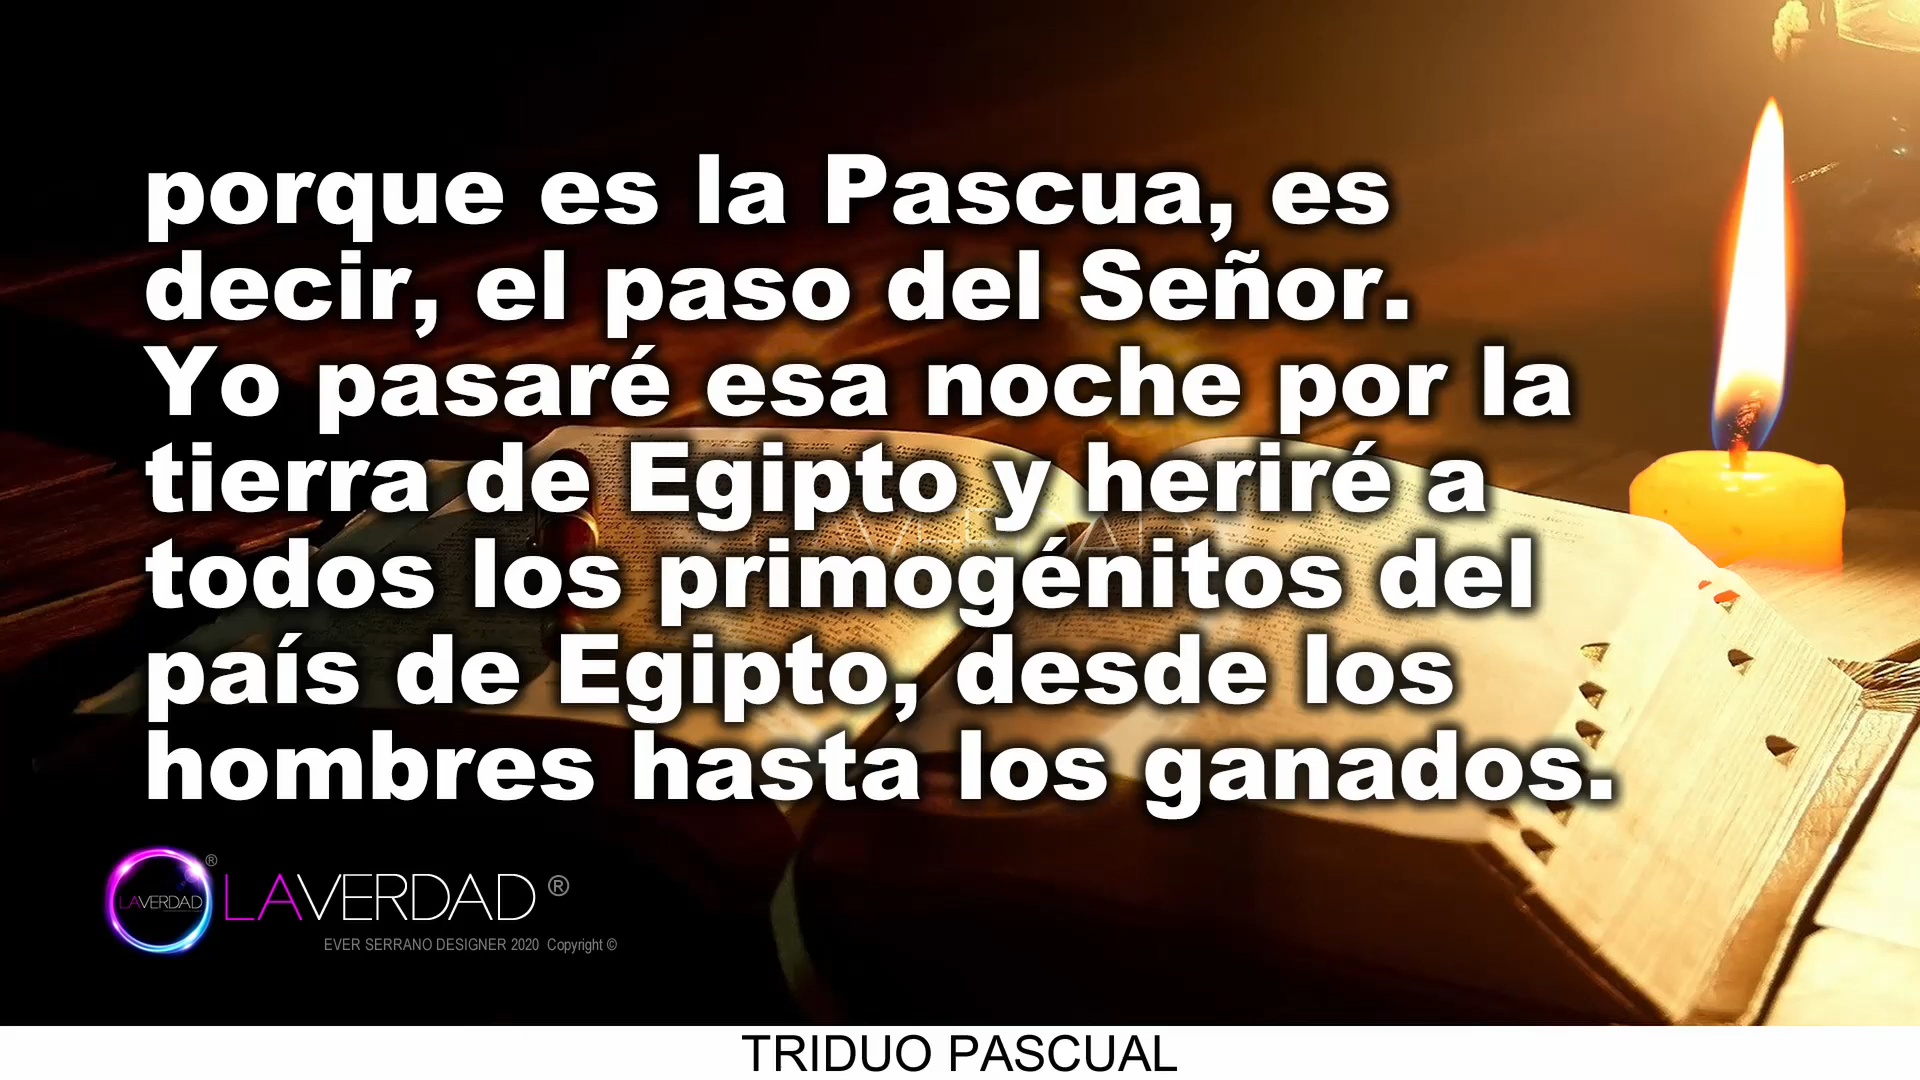 porque es la Pascua, es
decir, el paso del Señor.
Yo pasaré esa noche por la
tierra de Egipto y heriré a
todos los primogénitos del
país de Egipto, desde los
hombres hasta los ganados.
LAVERDAD ®
LAVERDAD ®
EVER SERRANO DESIGNER 2020 Copyright ©
TRIDUO PASCUAL